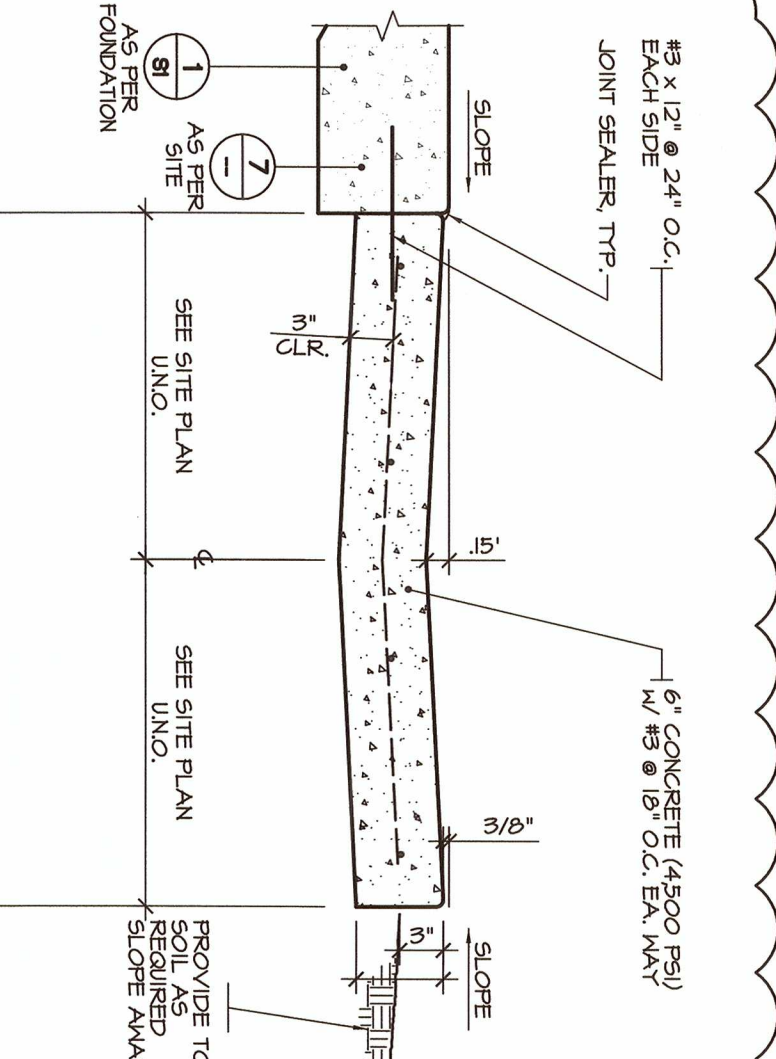 #3 x 12" @ 24" O.C.
EACH SIDE
JOINT SEALER, TYP.
6" CONCRETE (4,500 PSI)
W/ #3 @ 18" O.C. EA. WAY
SLOPE
SLOPE
.15'
3/8"
3"
3"
CLR.
1
S1
AS PER
FOUNDATION
7
--
AS PER
SITE
SEE SITE PLAN
U.N.O.
℄
SEE SITE PLAN
U.N.O.
PROVIDE
SOIL AS
REQUIRED
SLOPE